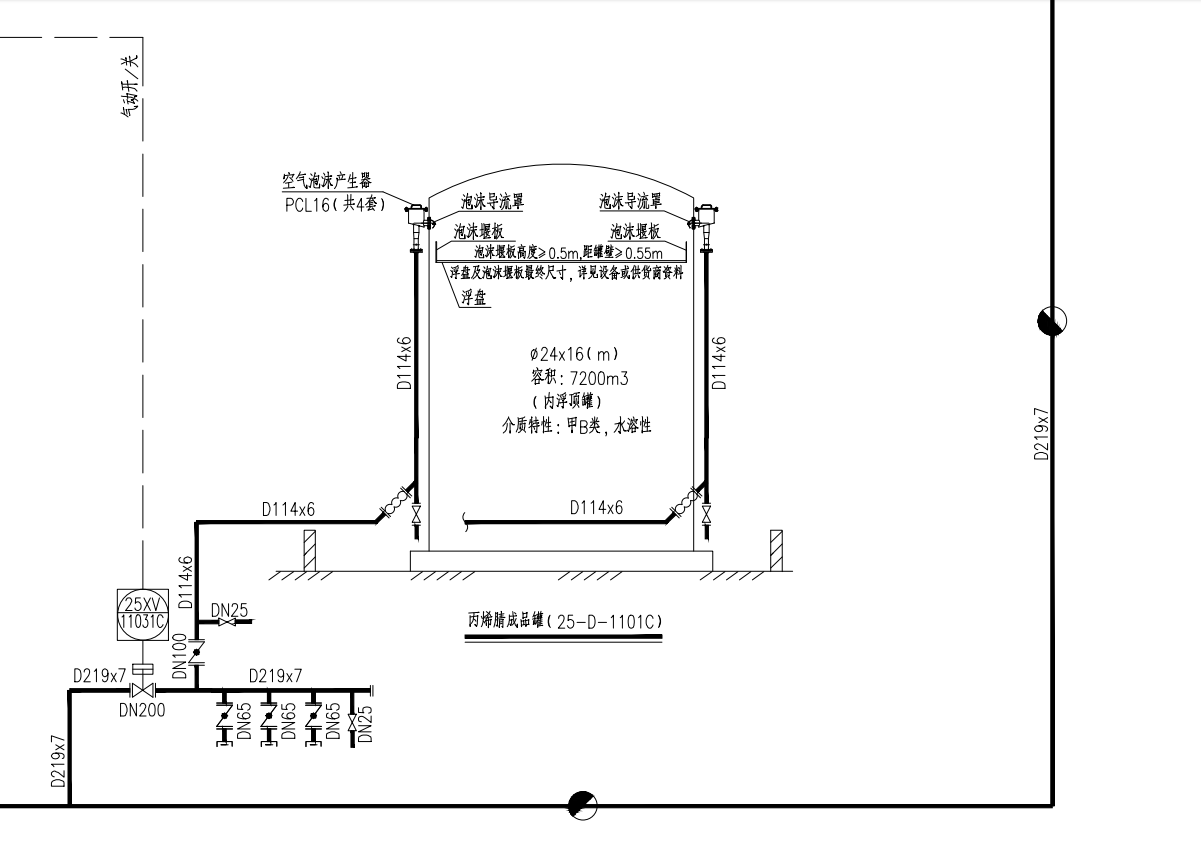 气动开/关
空气泡沫产生器
PCL16(共4套)
泡沫导流罩
泡沫导流罩
泡沫堰板
泡沫堰板
泡沫堰板高度≥0.5m,距罐壁≥0.55m
浮盘及泡沫堰板最终尺寸,详见设备或供货商资料
浮盘
D114x6
D114x6
ø24x16(m)
容积:7200m3
(内浮顶罐)
介质特性:甲B类,水溶性
D219x7
D114x6
D114x6
D114x6
25XV
11031C
DN25
丙烯腈成品罐(25-D-1101C)
DN100
D219x7
D219x7
DN200
DN65
DN65
DN65
DN25
D219x7